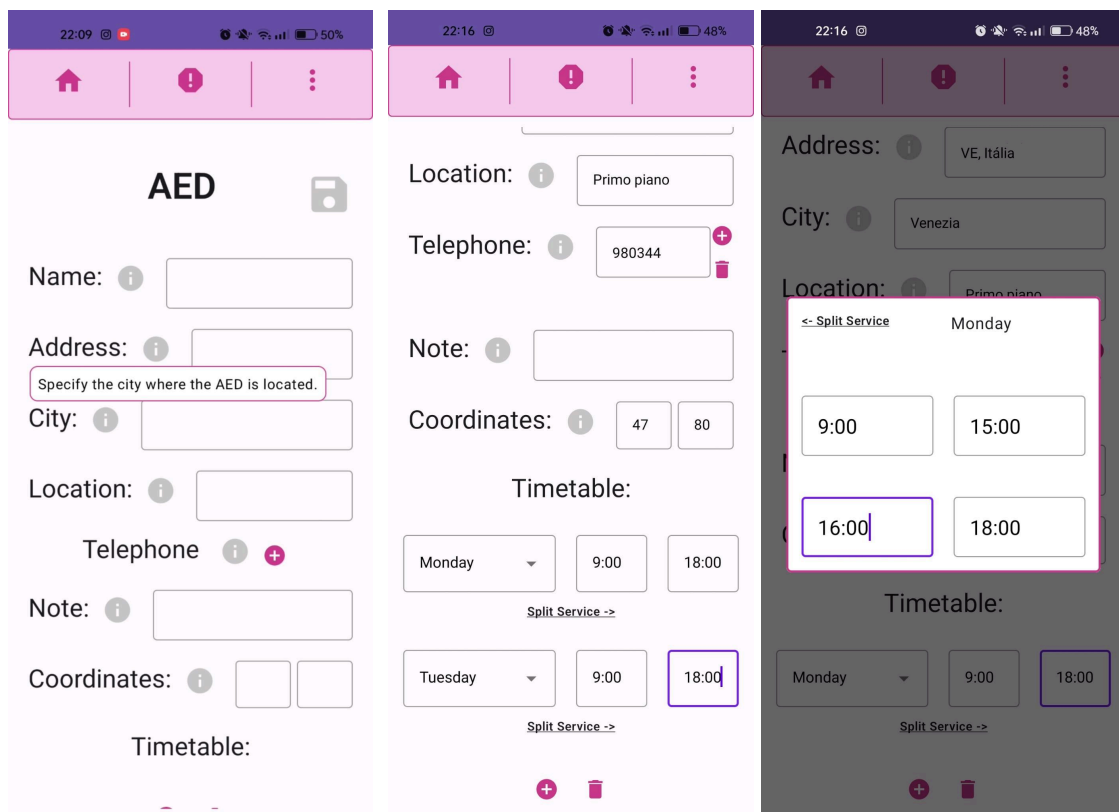 22:09 50%
AED
Name:
Address:
Specify the city where the AED is located.
City:
Location:
Telephone
Note:
Coordinates:
Timetable:
22:16 48%
Location: Primo piano
Telephone: 980344
Note:
Coordinates: 47 80
Timetable:
Monday 9:00 18:00
Split Service ->
Tuesday 9:00 18:00
Split Service ->
22:16 48%
Address: VE, Itália
City: Venezia
Location: Primo piano
<- Split Service Monday
9:00 15:00
16:00 18:00
Timetable:
Monday 9:00 18:00
Split Service ->